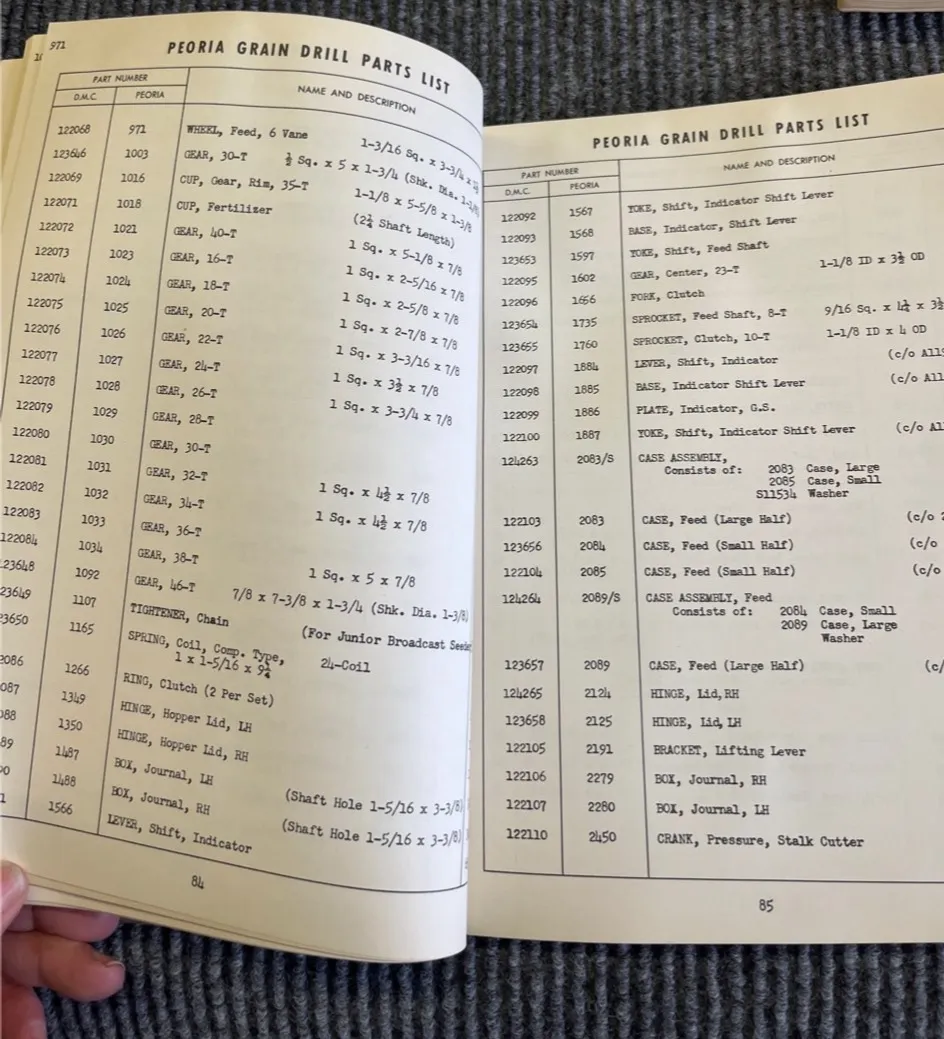 971
PEORIA GRAIN DRILL PARTS LIST
PART NUMBER NAME AND DESCRIPTION
D.M.C. PEORIA
122068 971 WHEEL, Feed, 6 Vane 1-3/16 Sq. x 3-3/4 x
123646 1003 GEAR, 30-T ½ Sq. x 5 x 1-3/4 (Shk. Dia. 1-1/8)
122069 1016 CUP, Gear, Rim, 35-T 1-1/8 x 5-5/8 x 1-3/8
122071 1018 CUP, Fertilizer (2¼ Shaft Length)
122072 1021 GEAR, 40-T 1 Sq. x 5-1/8 x 7/8
122073 1023 GEAR, 16-T 1 Sq. x 2-5/16 x 7/8
122074 1024 GEAR, 18-T 1 Sq. x 2-5/8 x 7/8
122075 1025 GEAR, 20-T 1 Sq. x 2-7/8 x 7/8
122076 1026 GEAR, 22-T 1 Sq. x 3-3/16 x 7/8
122077 1027 GEAR, 24-T 1 Sq. x 3½ x 7/8
122078 1028 GEAR, 26-T 1 Sq. x 3-3/4 x 7/8
122079 1029 GEAR, 28-T
122080 1030 GEAR, 30-T
122081 1031 GEAR, 32-T 1 Sq. x 4½ x 7/8
122082 1032 GEAR, 34-T 1 Sq. x 4½ x 7/8
122083 1033 GEAR, 36-T
122084 1034 GEAR, 38-T 1 Sq. x 5 x 7/8
23648 1092 GEAR, 46-T 7/8 x 7-3/8 x 1-3/4 (Shk. Dia. 1-3/8)
23649 1107 TIGHTENER, Chain (For Junior Broadcast Seeder
3650 1165 SPRING, Coil, Comp. Type, 24-Coil
1 x 1-5/16 x 9¼
2086 1266 RING, Clutch (2 Per Set)
087 1349 HINGE, Hopper Lid, LH
088 1350 HINGE, Hopper Lid, RH
89 1487 BOX, Journal, LH (Shaft Hole 1-5/16 x 3-3/8)
1488 BOX, Journal, RH (Shaft Hole 1-5/16 x 3-3/8)
1566 LEVER, Shift, Indicator
84
PEORIA GRAIN DRILL PARTS LIST
PART NUMBER NAME AND DESCRIPTION
D.M.C. PEORIA
122092 1567 YOKE, Shift, Indicator Shift Lever
122093 1568 BASE, Indicator, Shift Lever
123653 1597 YOKE, Shift, Feed Shaft
122095 1602 GEAR, Center, 23-T 1-1/8 ID x 3½ OD
122096 1656 FORK, Clutch
123654 1735 SPROCKET, Feed Shaft, 8-T 9/16 Sq. x 4¼ x 3½
123655 1760 SPROCKET, Clutch, 10-T 1-1/8 ID x 4 OD
122097 1884 LEVER, Shift, Indicator (c/o All
122098 1885 BASE, Indicator Shift Lever (c/o All
122099 1886 PLATE, Indicator, G.S.
122100 1887 YOKE, Shift, Indicator Shift Lever (c/o Al
124263 2083/S CASE ASSEMBLY,
Consists of: 2083 Case, Large
2085 Case, Small
S11534 Washer
122103 2083 CASE, Feed (Large Half) (c/o
123656 2084 CASE, Feed (Small Half) (c/o
122104 2085 CASE, Feed (Small Half) (c/o
124264 2089/S CASE ASSEMBLY, Feed
Consists of: 2084 Case, Small
2089 Case, Large
Washer
123657 2089 CASE, Feed (Large Half) (c/
124265 2124 HINGE, Lid, RH
123658 2125 HINGE, Lid, LH
122105 2191 BRACKET, Lifting Lever
122106 2279 BOX, Journal, RH
122107 2280 BOX, Journal, LH
122110 2450 CRANK, Pressure, Stalk Cutter
85